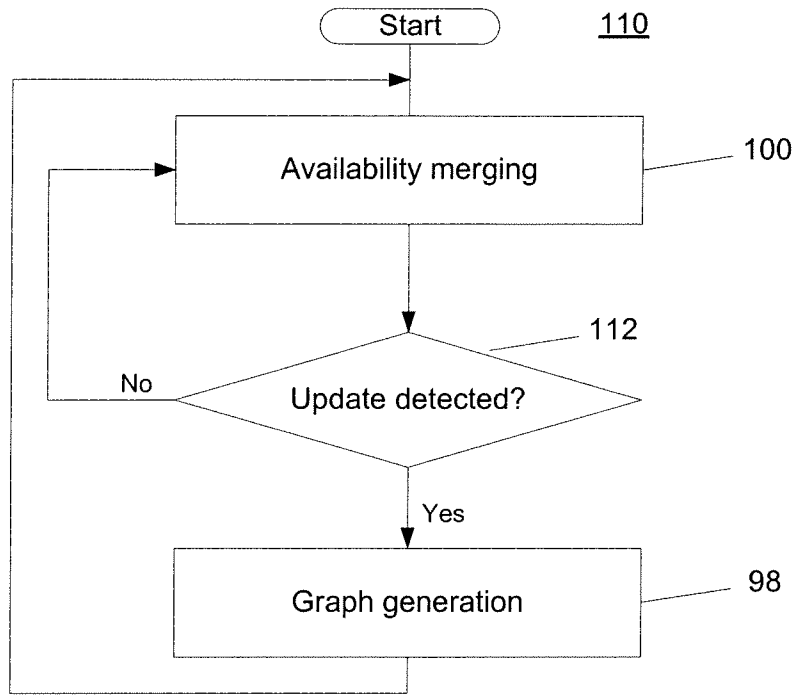 Start
110
Availability merging
100
112
Update detected?
No
Yes
Graph generation
98